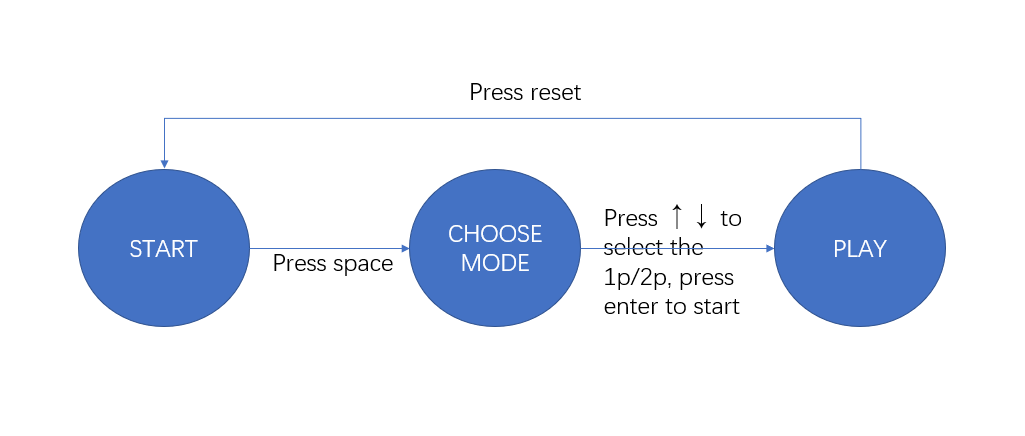 Press reset
START
Press space
CHOOSE
MODE
Press ↑↓ to
select the
1p/2p, press
enter to start
PLAY